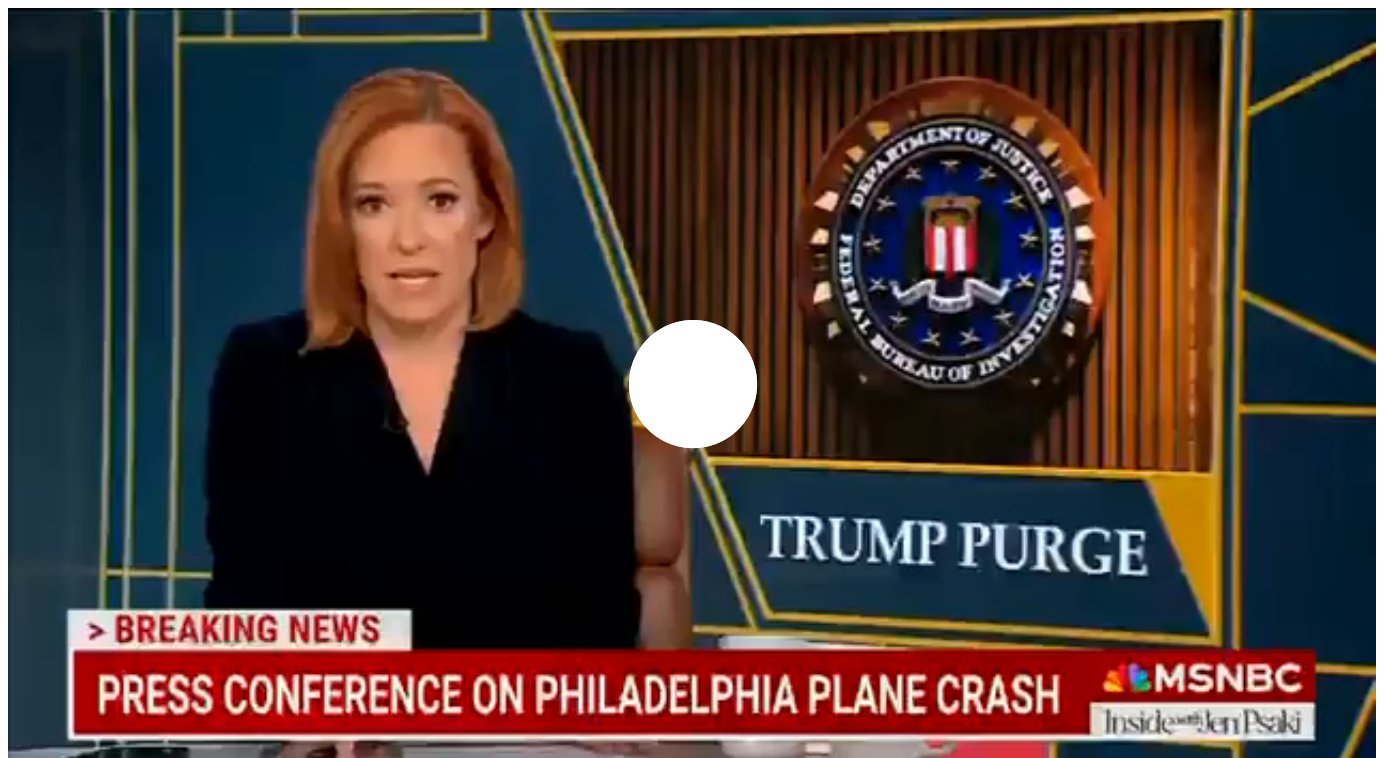 DEPARTMENT OF JUSTICE
FEDERAL BUREAU OF INVESTIGATION
TRUMP PURGE
> BREAKING NEWS
PRESS CONFERENCE ON PHILADELPHIA PLANE CRASH
MSNBC
Inside with Jen Psaki